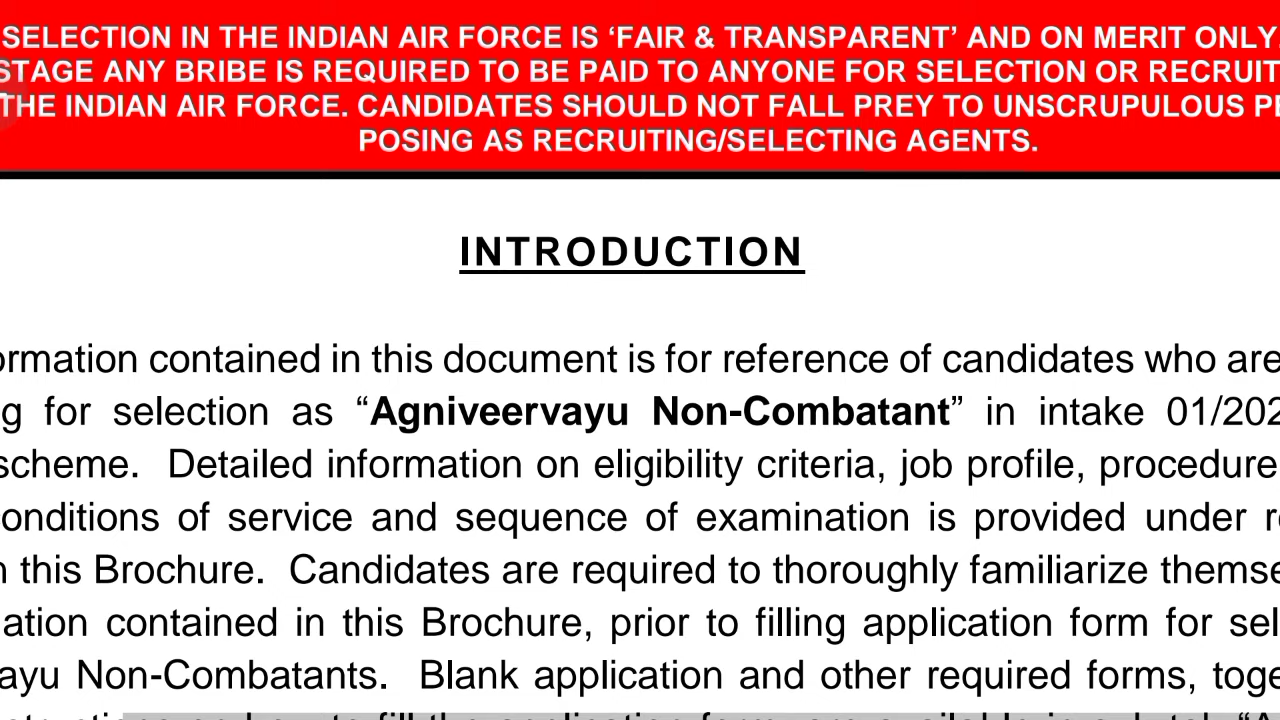 SELECTION IN THE INDIAN AIR FORCE IS ‘FAIR & TRANSPARENT’ AND ON MERIT ONLY
STAGE ANY BRIBE IS REQUIRED TO BE PAID TO ANYONE FOR SELECTION OR RECRUIT
THE INDIAN AIR FORCE. CANDIDATES SHOULD NOT FALL PREY TO UNSCRUPULOUS PE
POSING AS RECRUITING/SELECTING AGENTS.
INTRODUCTION
ormation contained in this document is for reference of candidates who are
g for selection as “Agniveervayu Non-Combatant” in intake 01/202
scheme. Detailed information on eligibility criteria, job profile, procedure
conditions of service and sequence of examination is provided under re
n this Brochure. Candidates are required to thoroughly familiarize themse
ation contained in this Brochure, prior to filling application form for sel
ayu Non-Combatants. Blank application and other required forms, toge